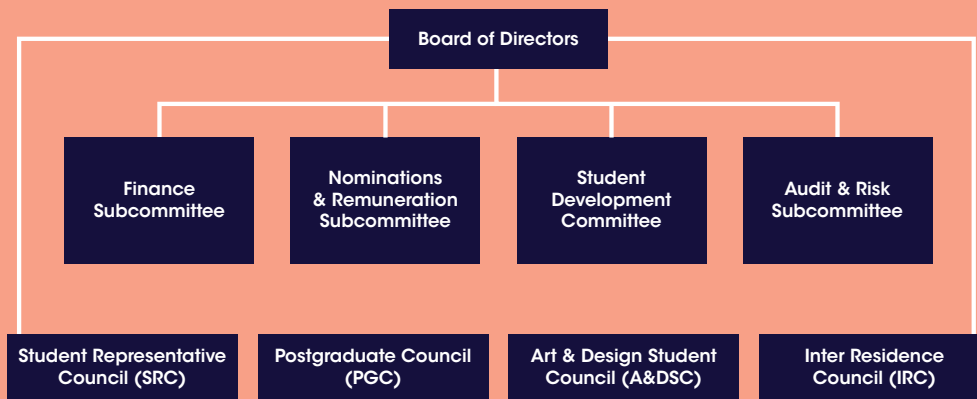 Board of Directors
Finance
Subcommittee
Nominations
& Remuneration
Subcommittee
Student
Development
Committee
Audit & Risk
Subcommittee
Student Representative
Council (SRC)
Postgraduate Council
(PGC)
Art & Design Student
Council (A&DSC)
Inter Residence
Council (IRC)